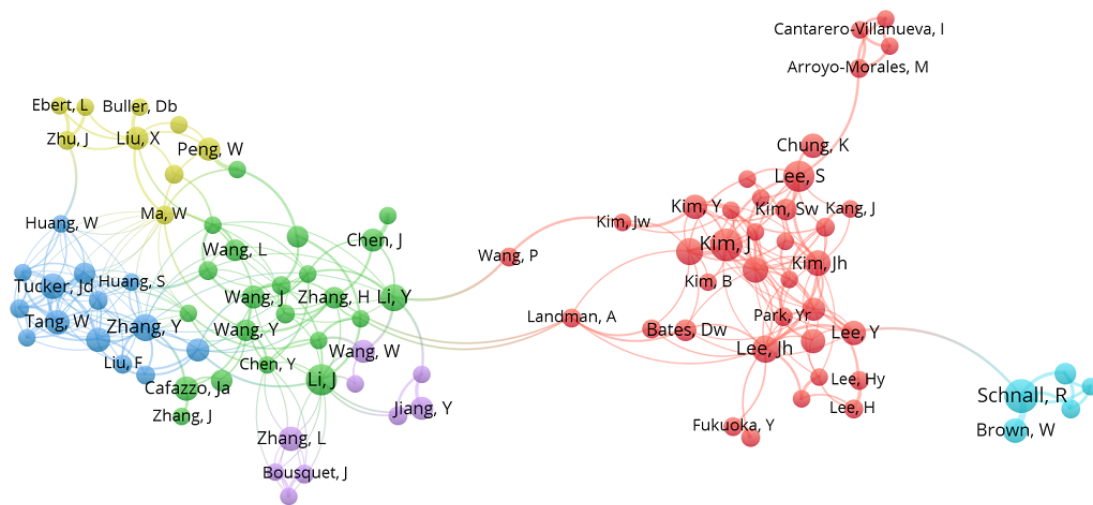 Cantarero-Villanueva, I
Arroyo-Morales, M
Ebert, L
Buller, Db
Zhu, J
Liu, X
Peng, W
Chung, K
Lee, S
Ma, W
Huang, W
Kim, Jw
Kim, Y
Kim, Sw
Kang, J
Wang, L
Chen, J
Kim, J
Wang, P
Kim, Jh
Tucker, Jd
Huang, S
Wang, J
Zhang, H
Li, Y
Kim, B
Tang, W
Zhang, Y
Wang, Y
Landman, A
Bates, Dw
Park, Yr
Lee, Y
Liu, F
Chen, Y
Wang, W
Lee, Jh
Cafazzo, Ja
Li, J
Lee, Hy
Schnall, R
Zhang, J
Jiang, Y
Lee, H
Fukuoka, Y
Brown, W
Zhang, L
Bousquet, J